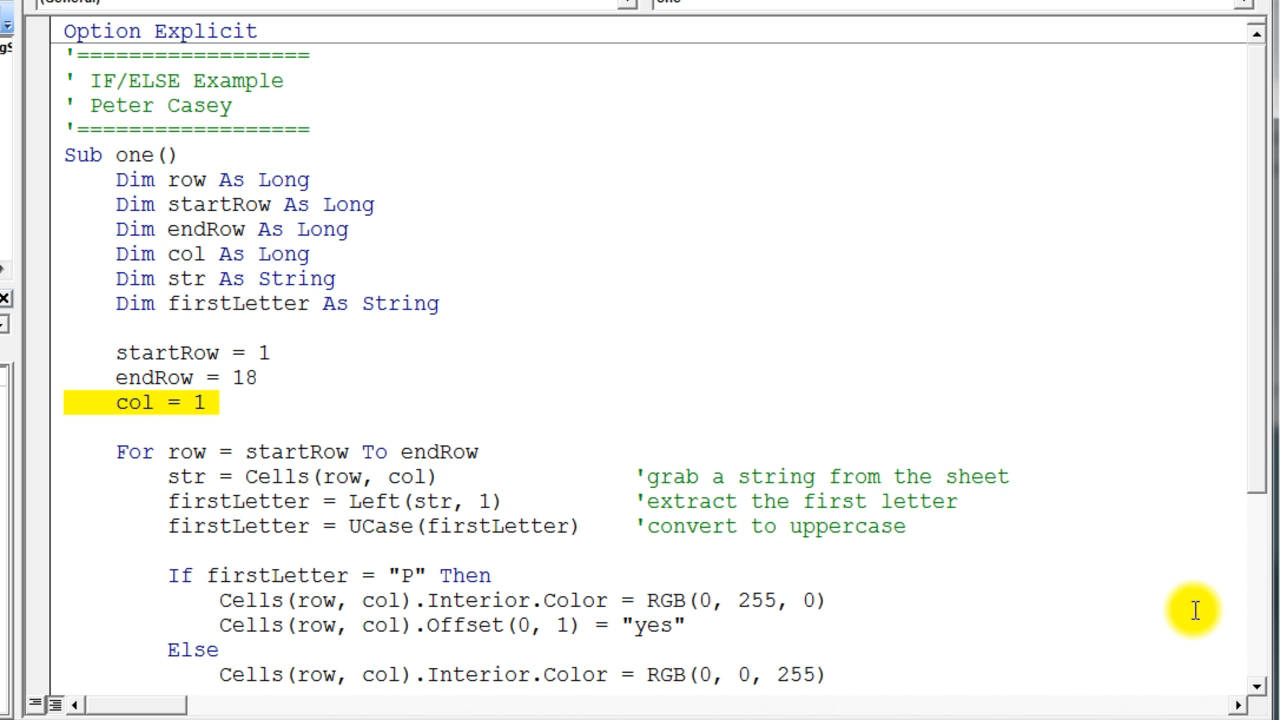 (General)
one
gS
Option Explicit
'==================
' IF/ELSE Example
' Peter Casey
'==================
Sub one()
Dim row As Long
Dim startRow As Long
Dim endRow As Long
Dim col As Long
Dim str As String
Dim firstLetter As String
startRow = 1
endRow = 18
col = 1
For row = startRow To endRow
str = Cells(row, col) 'grab a string from the sheet
firstLetter = Left(str, 1) 'extract the first letter
firstLetter = UCase(firstLetter) 'convert to uppercase
If firstLetter = "P" Then
Cells(row, col).Interior.Color = RGB(0, 255, 0)
Cells(row, col).Offset(0, 1) = "yes"
Else
Cells(row, col).Interior.Color = RGB(0, 0, 255)